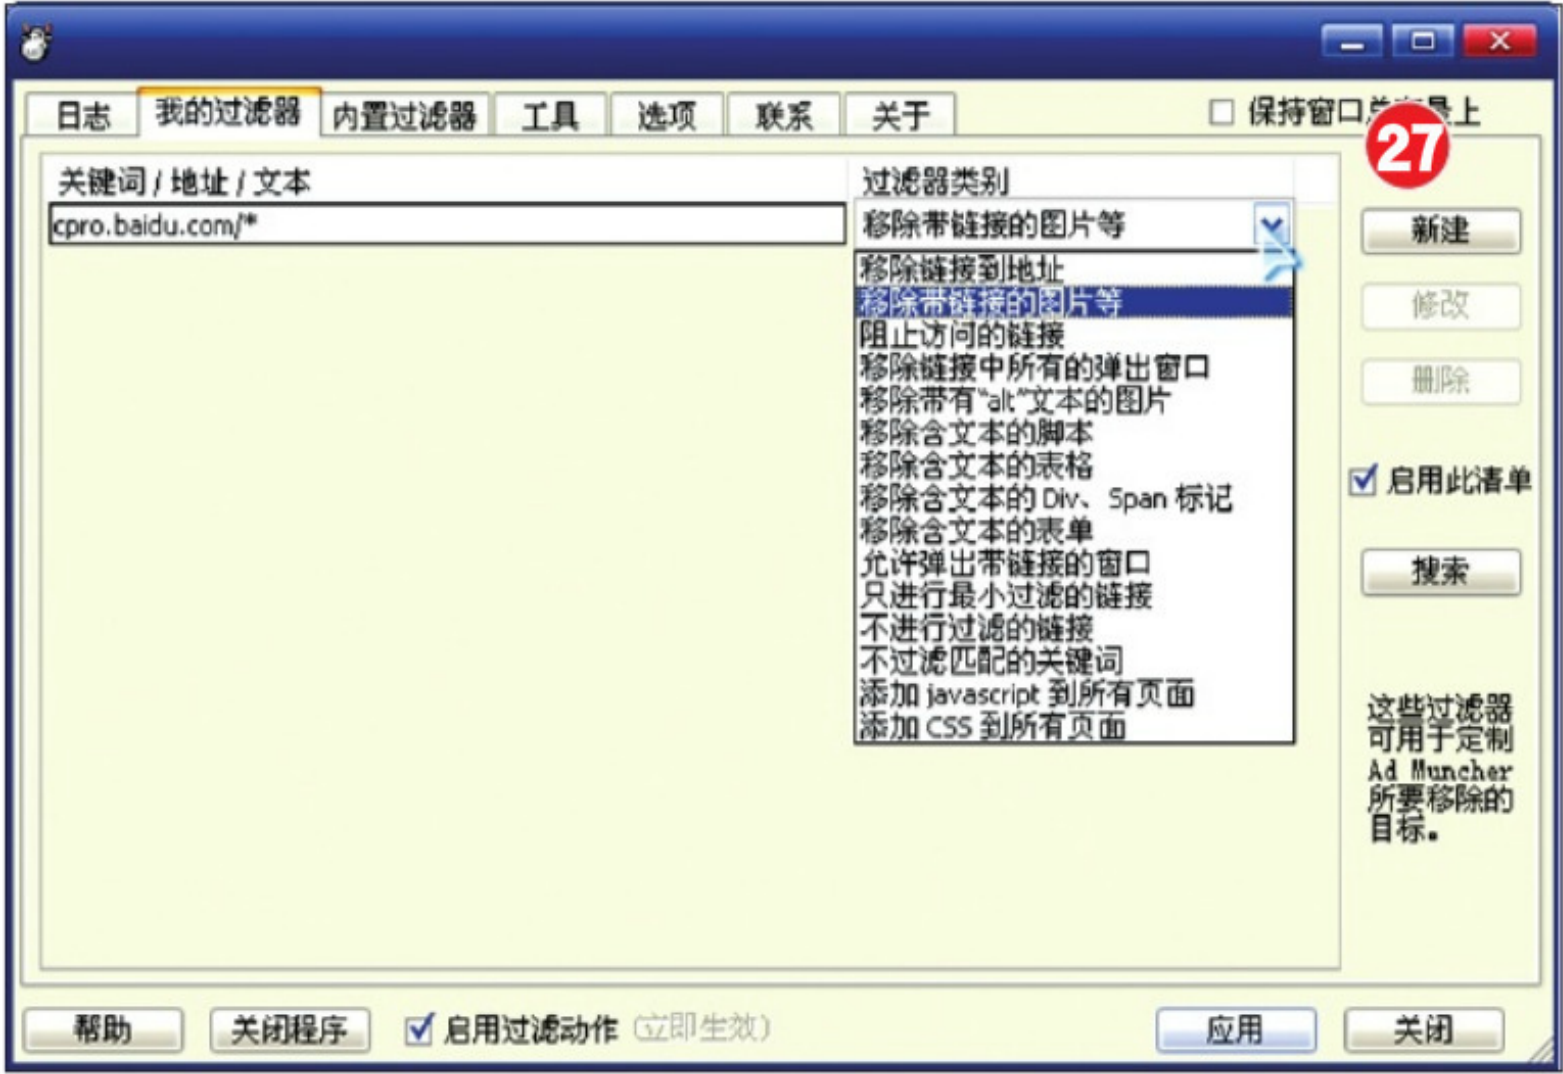 日志 我的过滤器 内置过滤器 工具 选项 联系 关于 保持窗口总在最上
27
关键词 / 地址 / 文本 过滤器类别
cpro.baidu.com/* 移除带链接的图片等
新建
移除链接到地址
移除带链接的图片等
修改
阻止访问的链接
移除链接中所有的弹出窗口
删除
移除带有“alt”文本的图片
移除含文本的脚本
移除含文本的表格
启用此清单
移除含文本的 Div、Span 标记
移除含文本的表单
允许弹出带链接的窗口
搜索
只进行最小过滤的链接
不进行过滤的链接
不过滤匹配的关键词
添加 javascript 到所有页面
添加 CSS 到所有页面
这些过滤器
可用于定制
Ad Muncher
所要移除的
目标。
帮助 关闭程序 启用过滤动作 (立即生效) 应用 关闭